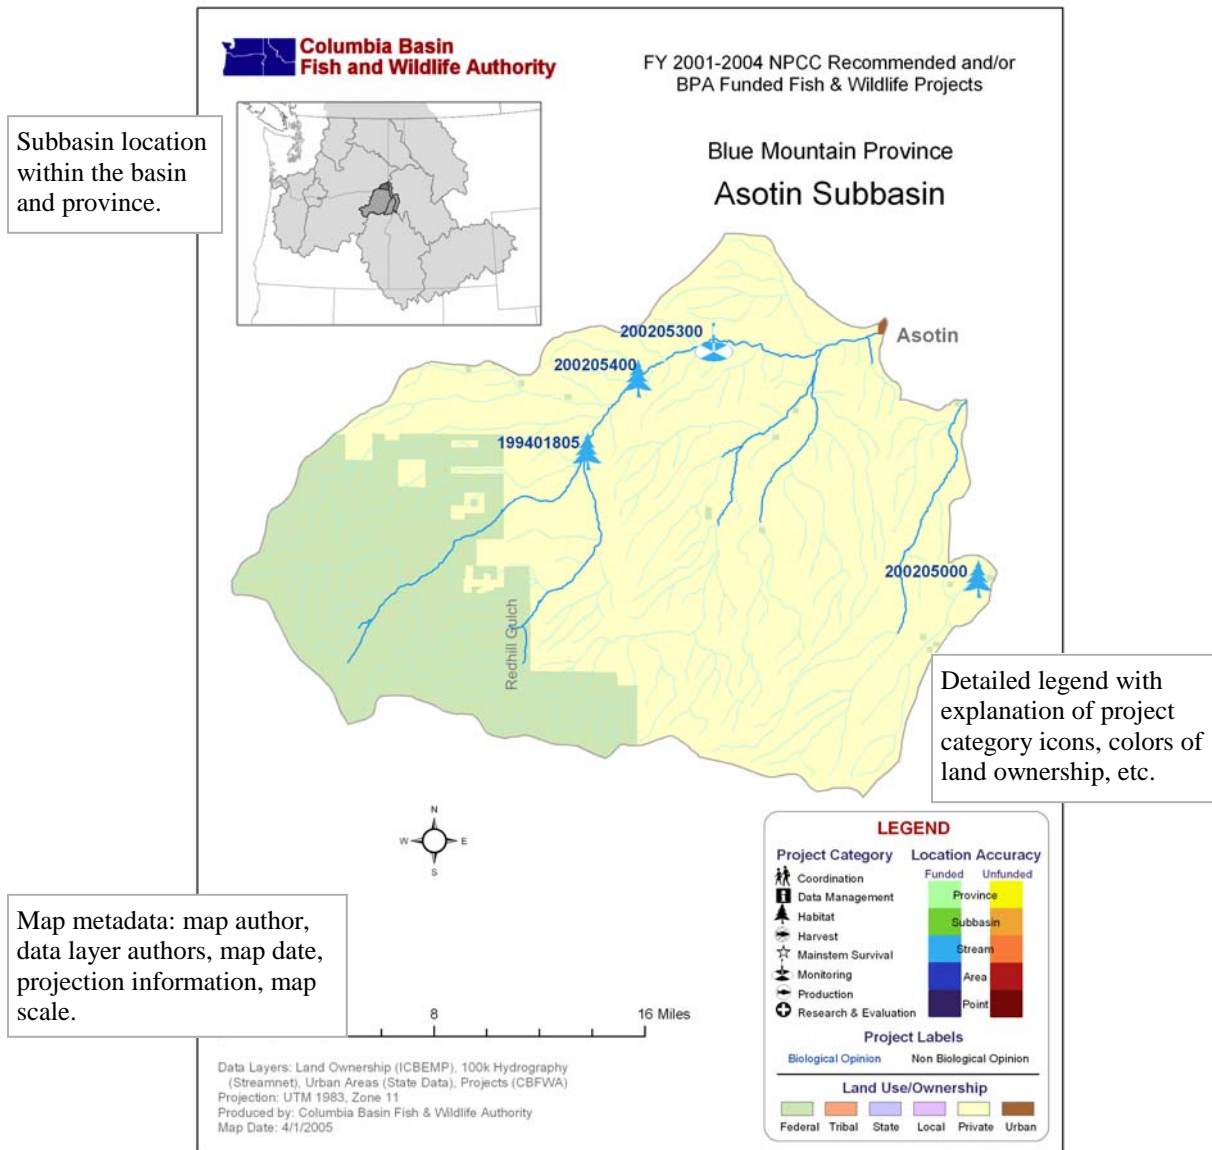 Columbia Basin
Fish and Wildlife Authority
FY 2001-2004 NPCC Recommended and/or
BPA Funded Fish & Wildlife Projects
Blue Mountain Province
Asotin Subbasin
Subbasin location
within the basin
and province.
200205300
Asotin
200205400
199401805
200205000
Redhill Gulch
Detailed legend with
explanation of project
category icons, colors of
land ownership, etc.
N
W
E
S
Map metadata: map author,
data layer authors, map date,
projection information, map
scale.
8
16 Miles
Data Layers: Land Ownership (ICBEMP), 100k Hydrography
(Streamnet), Urban Areas (State Data), Projects (CBFWA)
Projection: UTM 1983, Zone 11
Produced by: Columbia Basin Fish & Wildlife Authority
Map Date: 4/1/2005
LEGEND
Project Category
Coordination
Data Management
Habitat
Harvest
Mainstem Survival
Monitoring
Production
Research & Evaluation
Location Accuracy
Funded
Unfunded
Province
Subbasin
Stream
Area
Point
Project Labels
Biological Opinion
Non Biological Opinion
Land Use/Ownership
Federal
Tribal
State
Local
Private
Urban